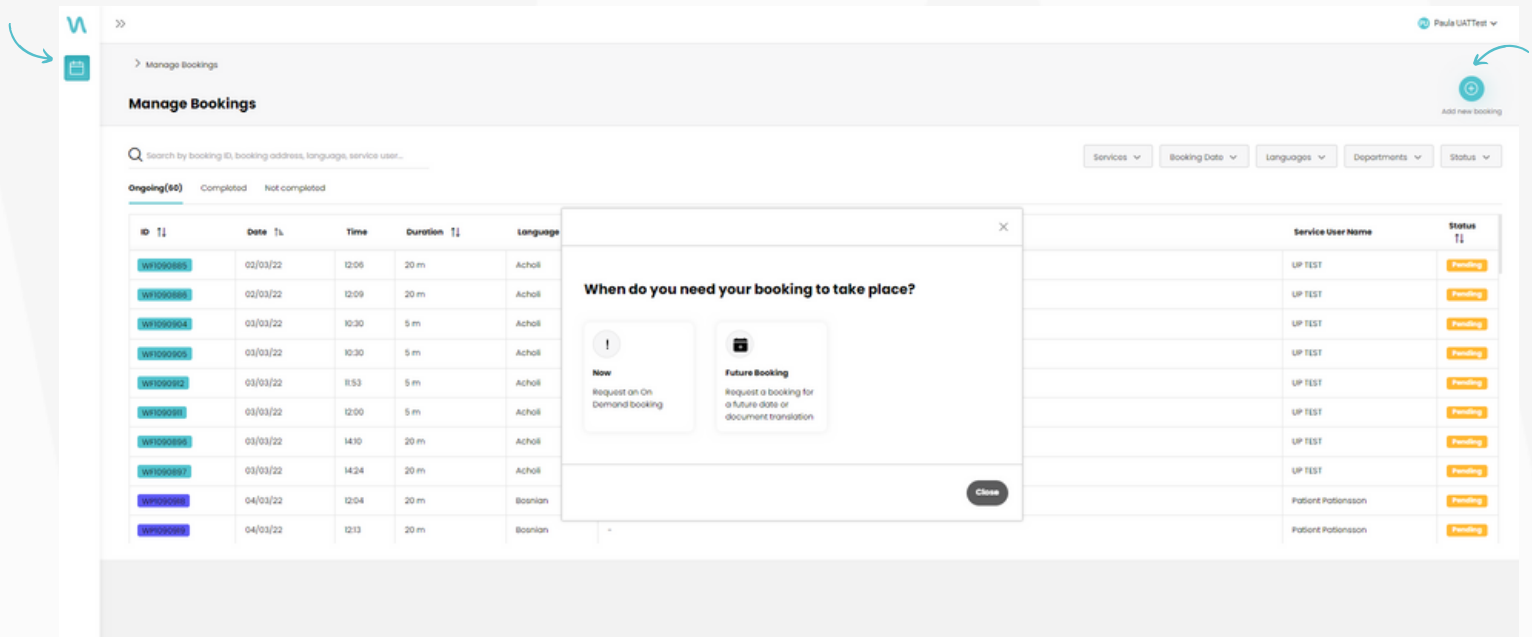 Paula UATTest
Manage Bookings
Manage Bookings
Add new booking
Search by booking ID, booking address, language, service user...
Services Booking Date Languages Departments Status
Ongoing(60) Completed Not completed
ID Date Time Duration Language Service User Name Status
WF1090885 02/03/22 12:06 20 m Acholi UP TEST Pending
WF1090886 02/03/22 12:09 20 m Acholi UP TEST Pending
WF1090904 03/03/22 10:30 5 m Acholi UP TEST Pending
WF1090905 03/03/22 10:30 5 m Acholi UP TEST Pending
WF1090912 03/03/22 11:53 5 m Acholi UP TEST Pending
WF1090911 03/03/22 12:00 5 m Acholi UP TEST Pending
WF1090896 03/03/22 14:10 20 m Acholi UP TEST Pending
WF1090897 03/03/22 14:24 20 m Acholi UP TEST Pending
04/03/22 12:04 20 m Bosnian Patient Patiensson Pending
04/03/22 12:13 20 m Bosnian - Patient Patiensson Pending
When do you need your booking to take place?
Now
Request an On
Demand booking
Future Booking
Request a booking for
a future date or
document translation
Close